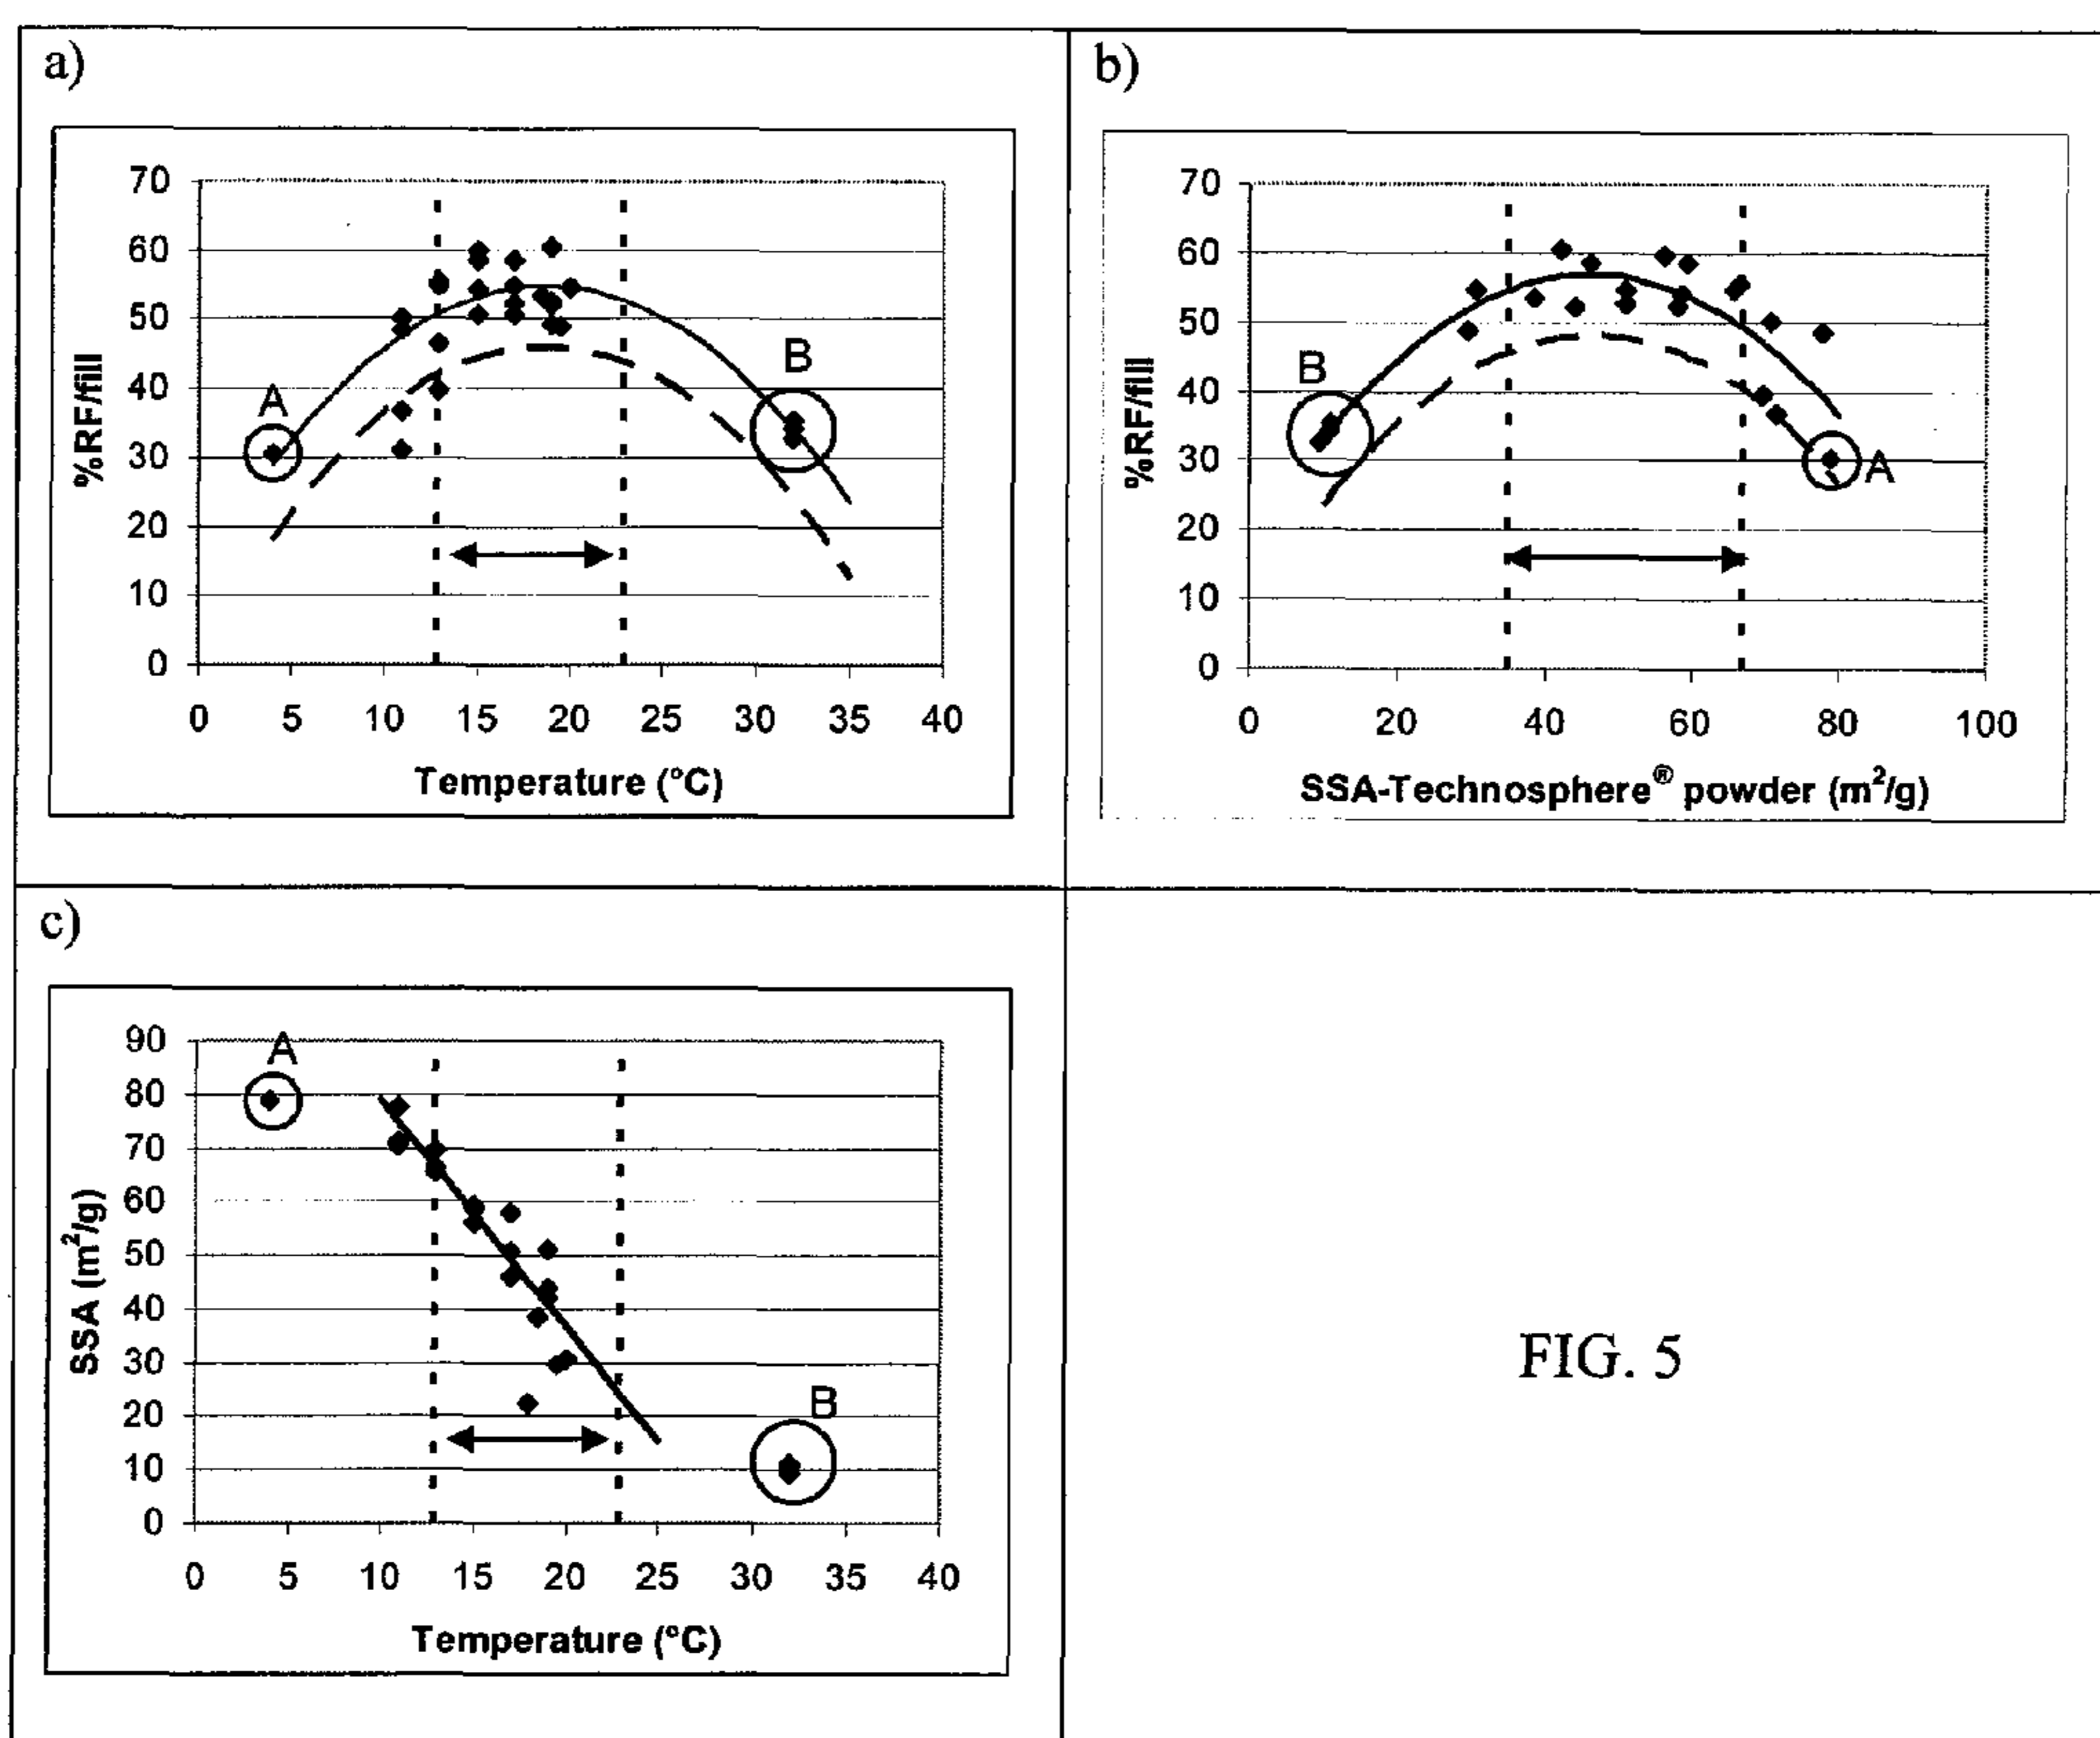 a)
70
60
50
40
30
20
10
0
%RF/fill
A
B
0 5 10 15 20 25 30 35 40
Temperature (°C)
b)
70
60
50
40
30
20
10
0
%RF/fill
B
A
0 20 40 60 80 100
SSA-Technosphere® powder (m²/g)
c)
90
80
70
60
50
40
30
20
10
0
SSA (m²/g)
A
B
0 5 10 15 20 25 30 35 40
Temperature (°C)
FIG. 5